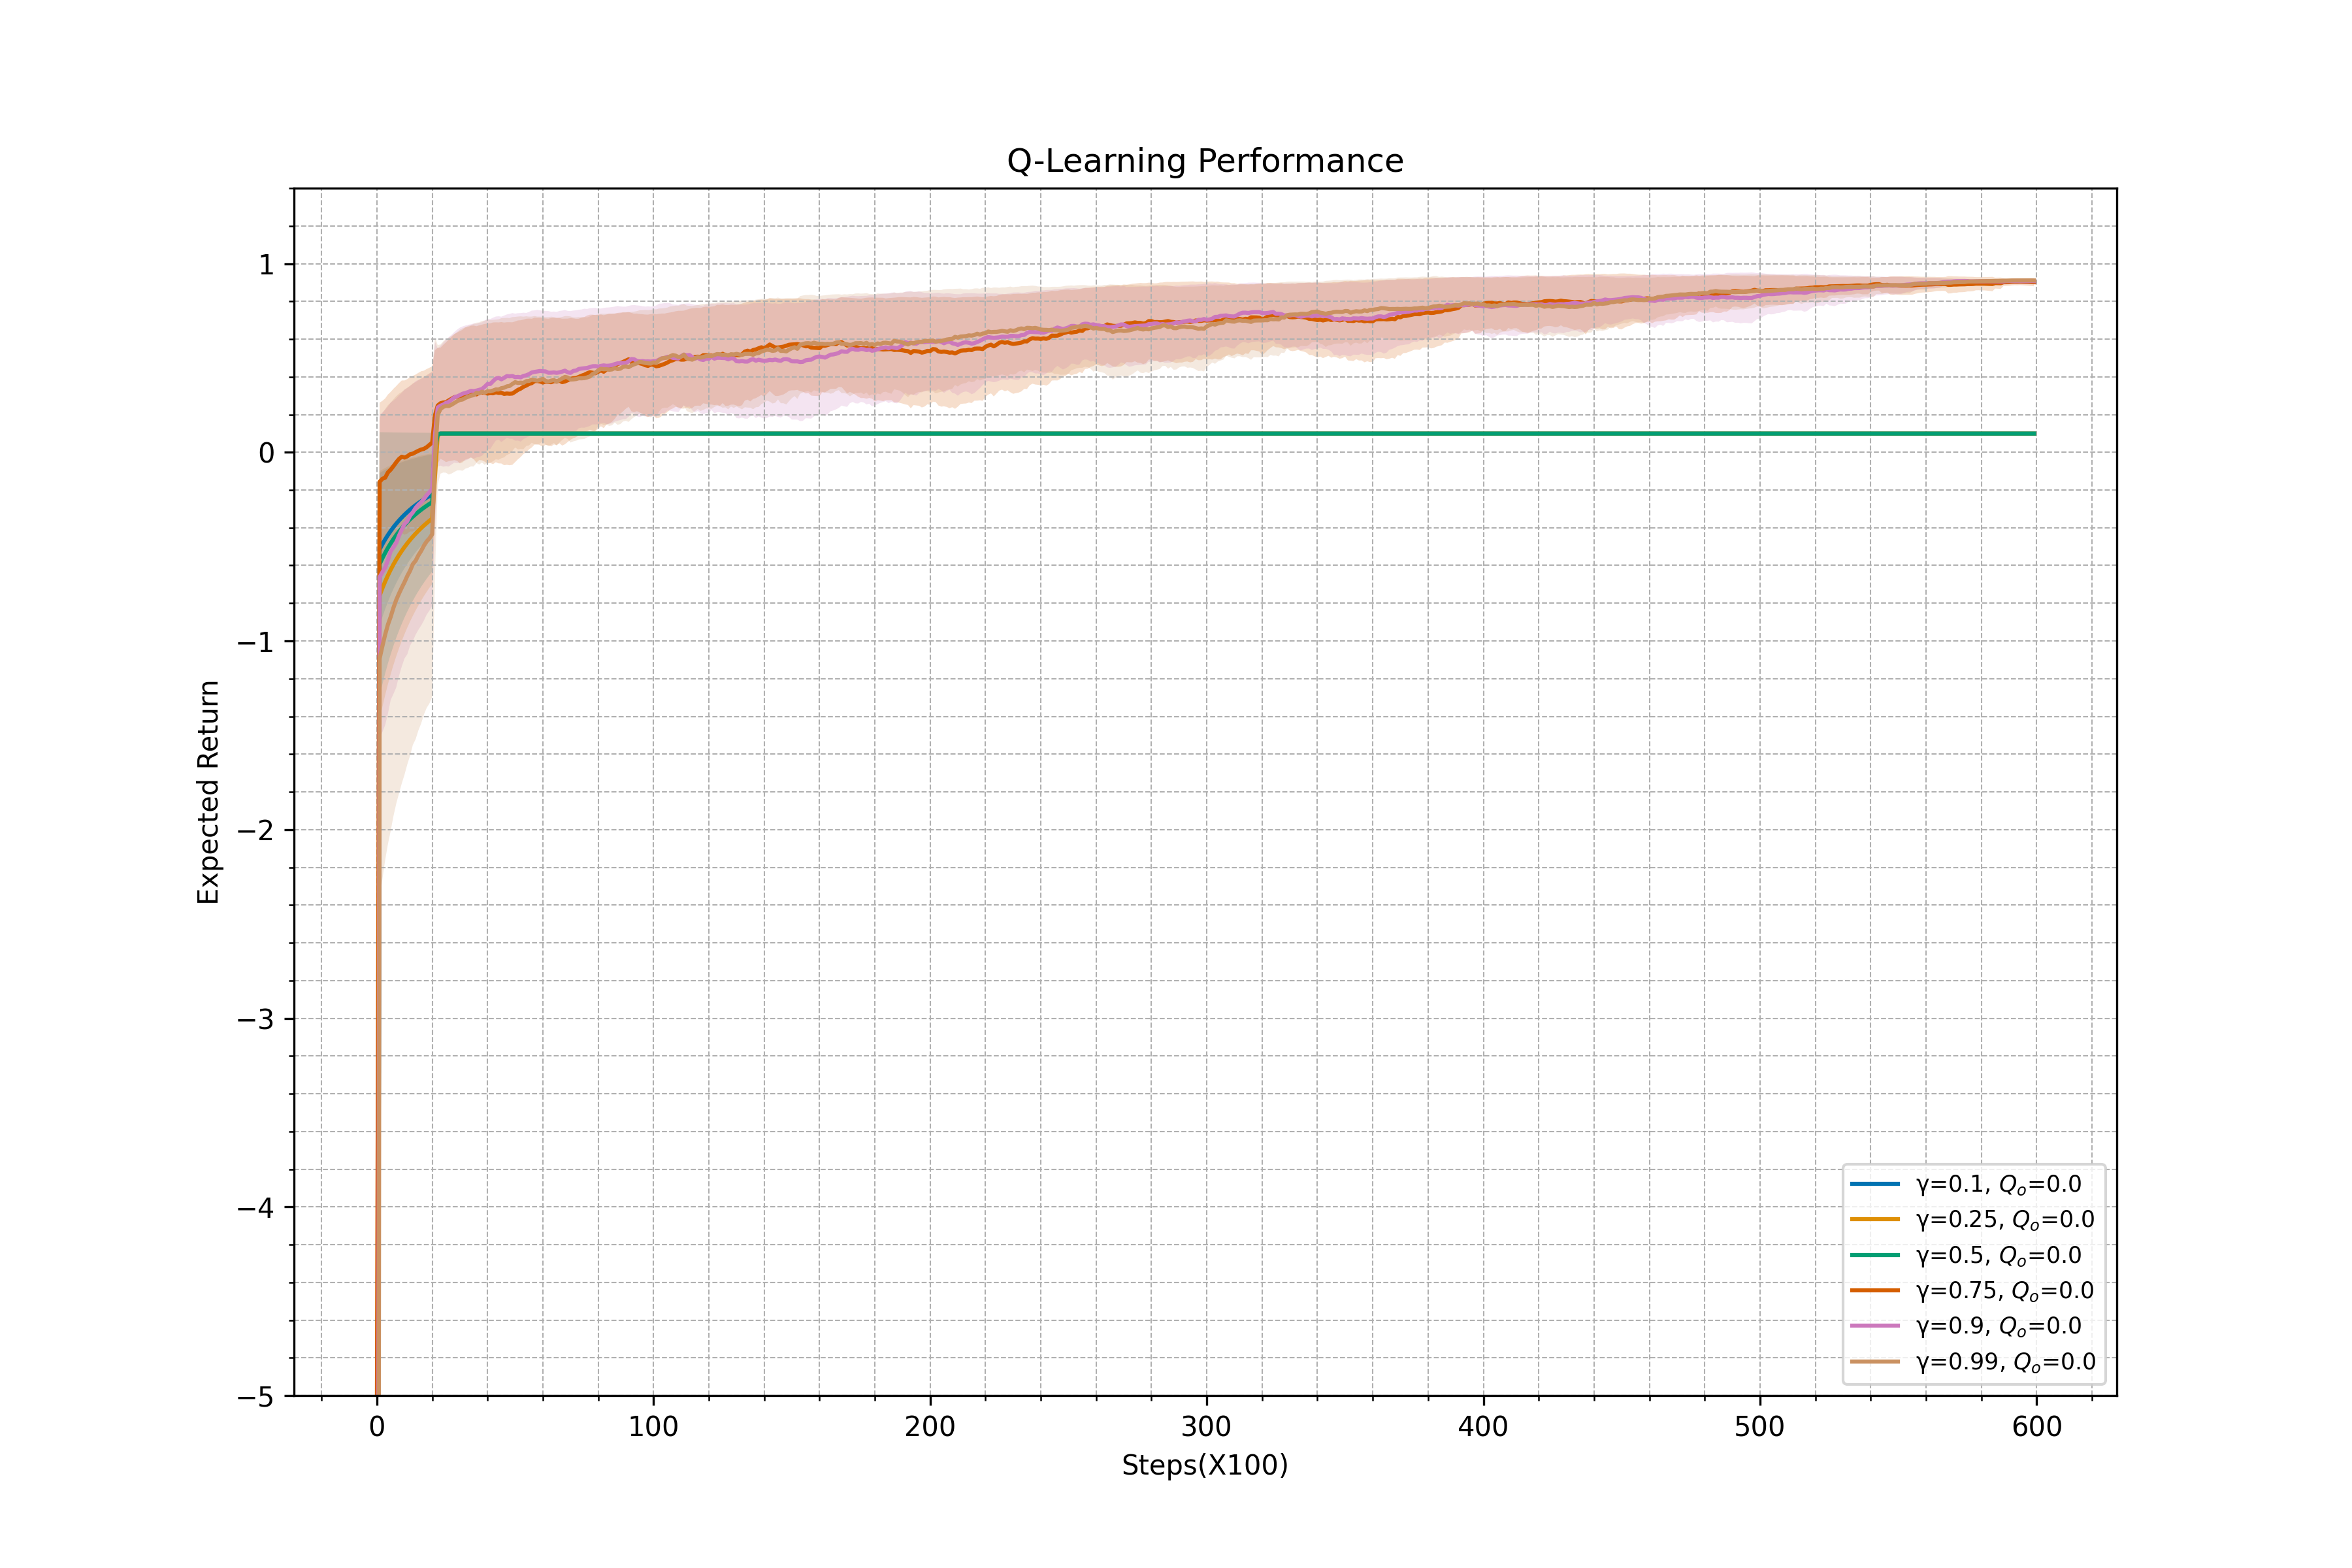 Q-Learning Performance
Expected Return
1
0
−1
−2
−3
−4
−5
0 100 200 300 400 500 600
Steps(X100)
γ=0.1, Qₒ=0.0
γ=0.25, Qₒ=0.0
γ=0.5, Qₒ=0.0
γ=0.75, Qₒ=0.0
γ=0.9, Qₒ=0.0
γ=0.99, Qₒ=0.0